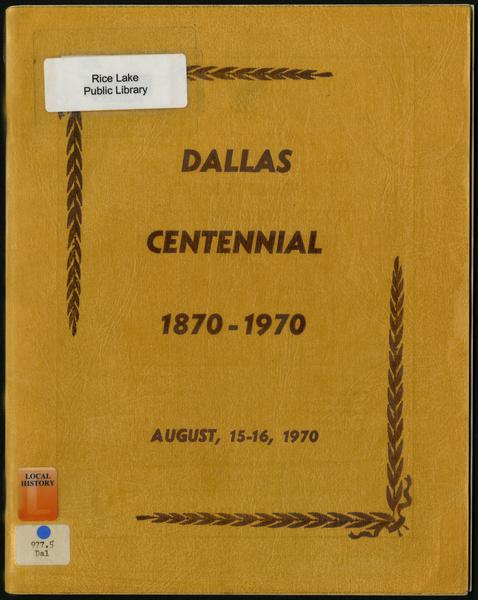 Rice Lake
Public Library
DALLAS
CENTENNIAL
1870-1970
AUGUST, 15-16, 1970
LOCAL
HISTORY
L
977.5
Dal